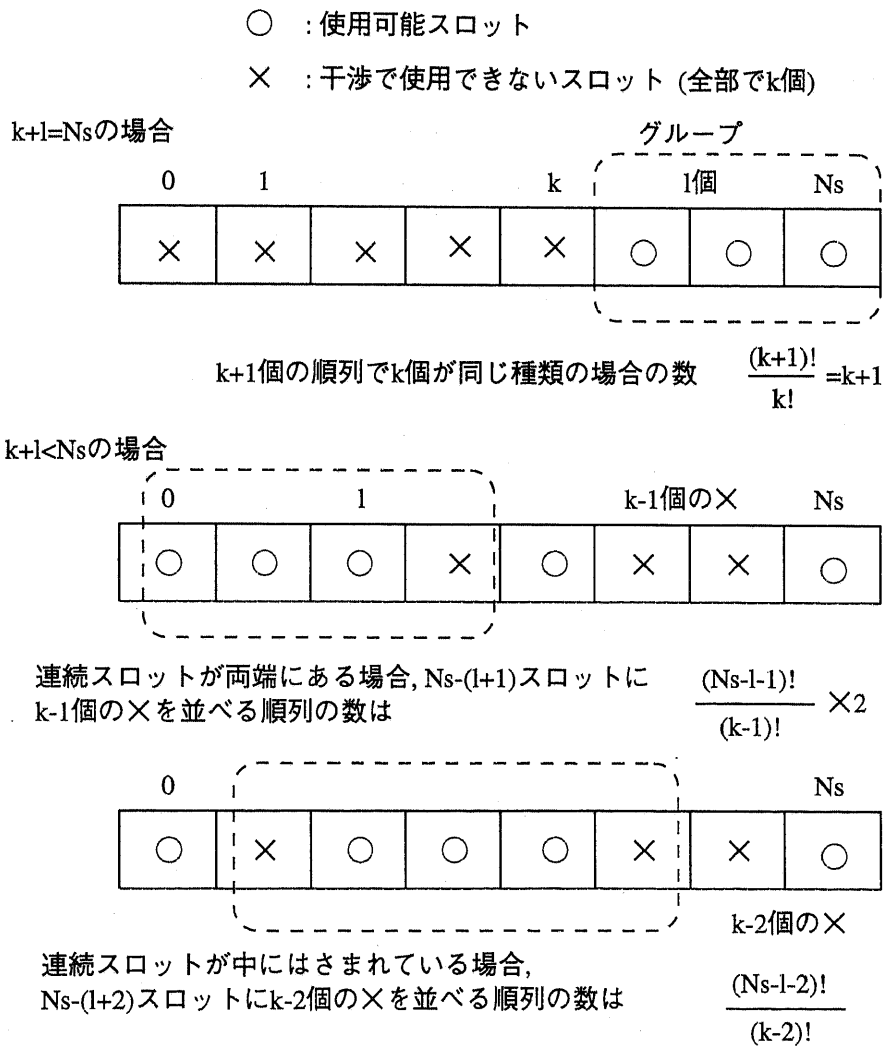 ○ : 使用可能スロット
× : 干渉で使用できないスロット (全部でk個)
k+l=Nsの場合
グループ
0 1 k l個 Ns
× × × × × ○ ○ ○
k+1個の順列でk個が同じ種類の場合の数 (k+1)!/k! =k+1
k+l<Nsの場合
0 l k-1個の× Ns
○ ○ ○ × ○ × × ○
連続スロットが両端にある場合, Ns-(l+1)スロットに
k-1個の×を並べる順列の数は (Ns-l-1)!/(k-1)! ×2
0 Ns
○ × ○ ○ ○ × × ○
k-2個の×
連続スロットが中にはさまれている場合,
Ns-(l+2)スロットにk-2個の×を並べる順列の数は (Ns-l-2)!/(k-2)!